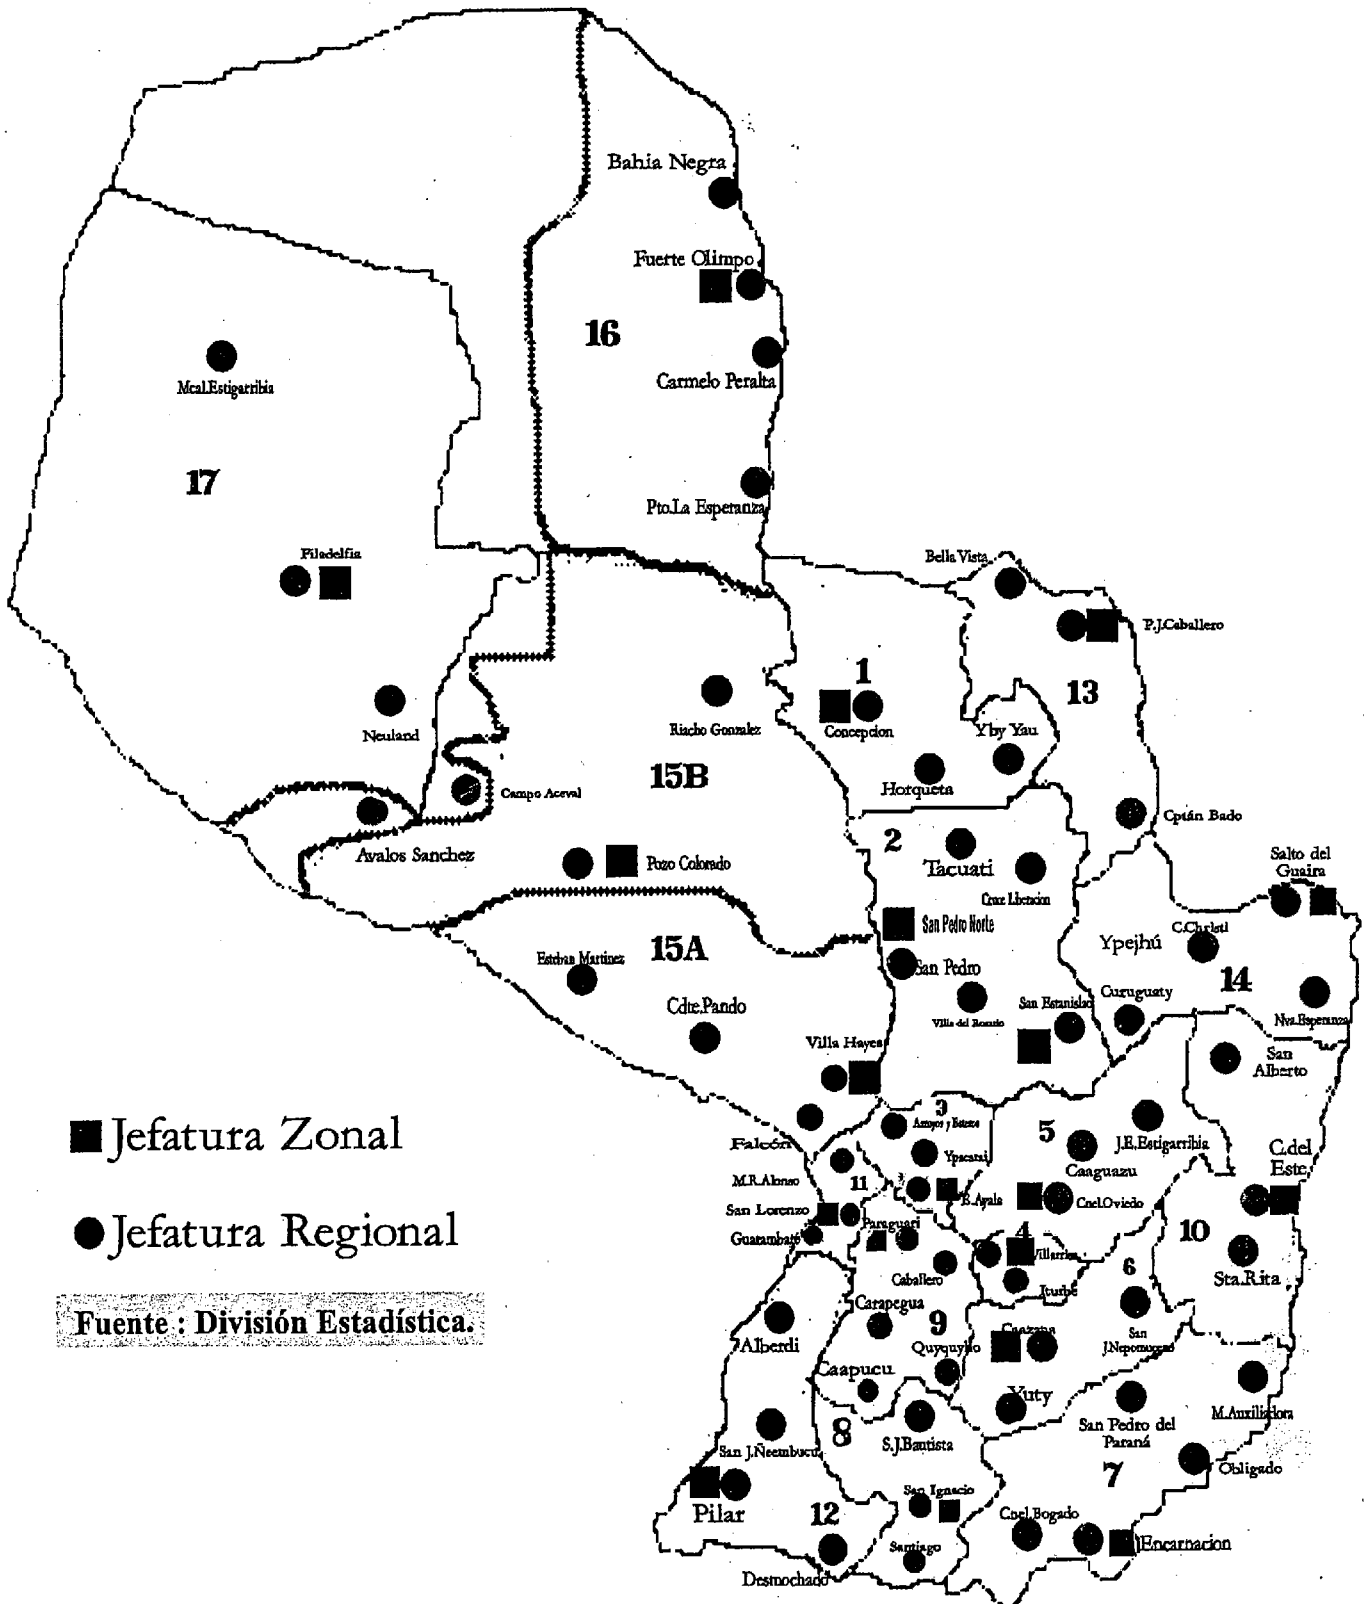 Bahia Negra
Fuerte Olimpo
16
Carmelo Peralta
Mcal.Estigarribia
17
Pto.La Esperanza
Filadelfia
Bella Vista
P.J.Caballero
1
13
Neuland
Riacho Gonzalez
Concepcion
Yby Yau
15B
Campo Aceval
Horqueta
Cptán Bado
2
Avalos Sanchez
Pozo Colorado
Tacuati
Cruz Liberacion
Salto del
Guaira
San Pedro Norte
C.Christi
Ypejhú
15A
Esteban Martinez
San Pedro
14
Cdte.Pando
Villa del Rosario
San Estanislao
Curuguaty
Nva.Esperanza
Villa Hayes
San
Alberto
3
Arroyos y Esteros
5
J.E.Estigarribia
Falcón
Ypacarai
Caaguazu
C.del
Este
M.R.Alonso
11
E.Ayala
Cnel.Oviedo
San Lorenzo
Paraguari
4
10
Guarambaré
Villarrica
6
Caballero
Iturbe
Sta.Rita
Carapegua
9
Alberdi
Quyquyho
Caazapa
San
J.Nepomuceno
Caapucu
Yuty
M.Auxiliadora
8
San Pedro del
Paraná
San J.Ñeembucu
S.J.Bautista
7
Obligado
Pilar
12
San Ignacio
Cnel.Bogado
Santiago
Encarnacion
Desmochado
Jefatura Zonal
Jefatura Regional
Fuente : División Estadística.